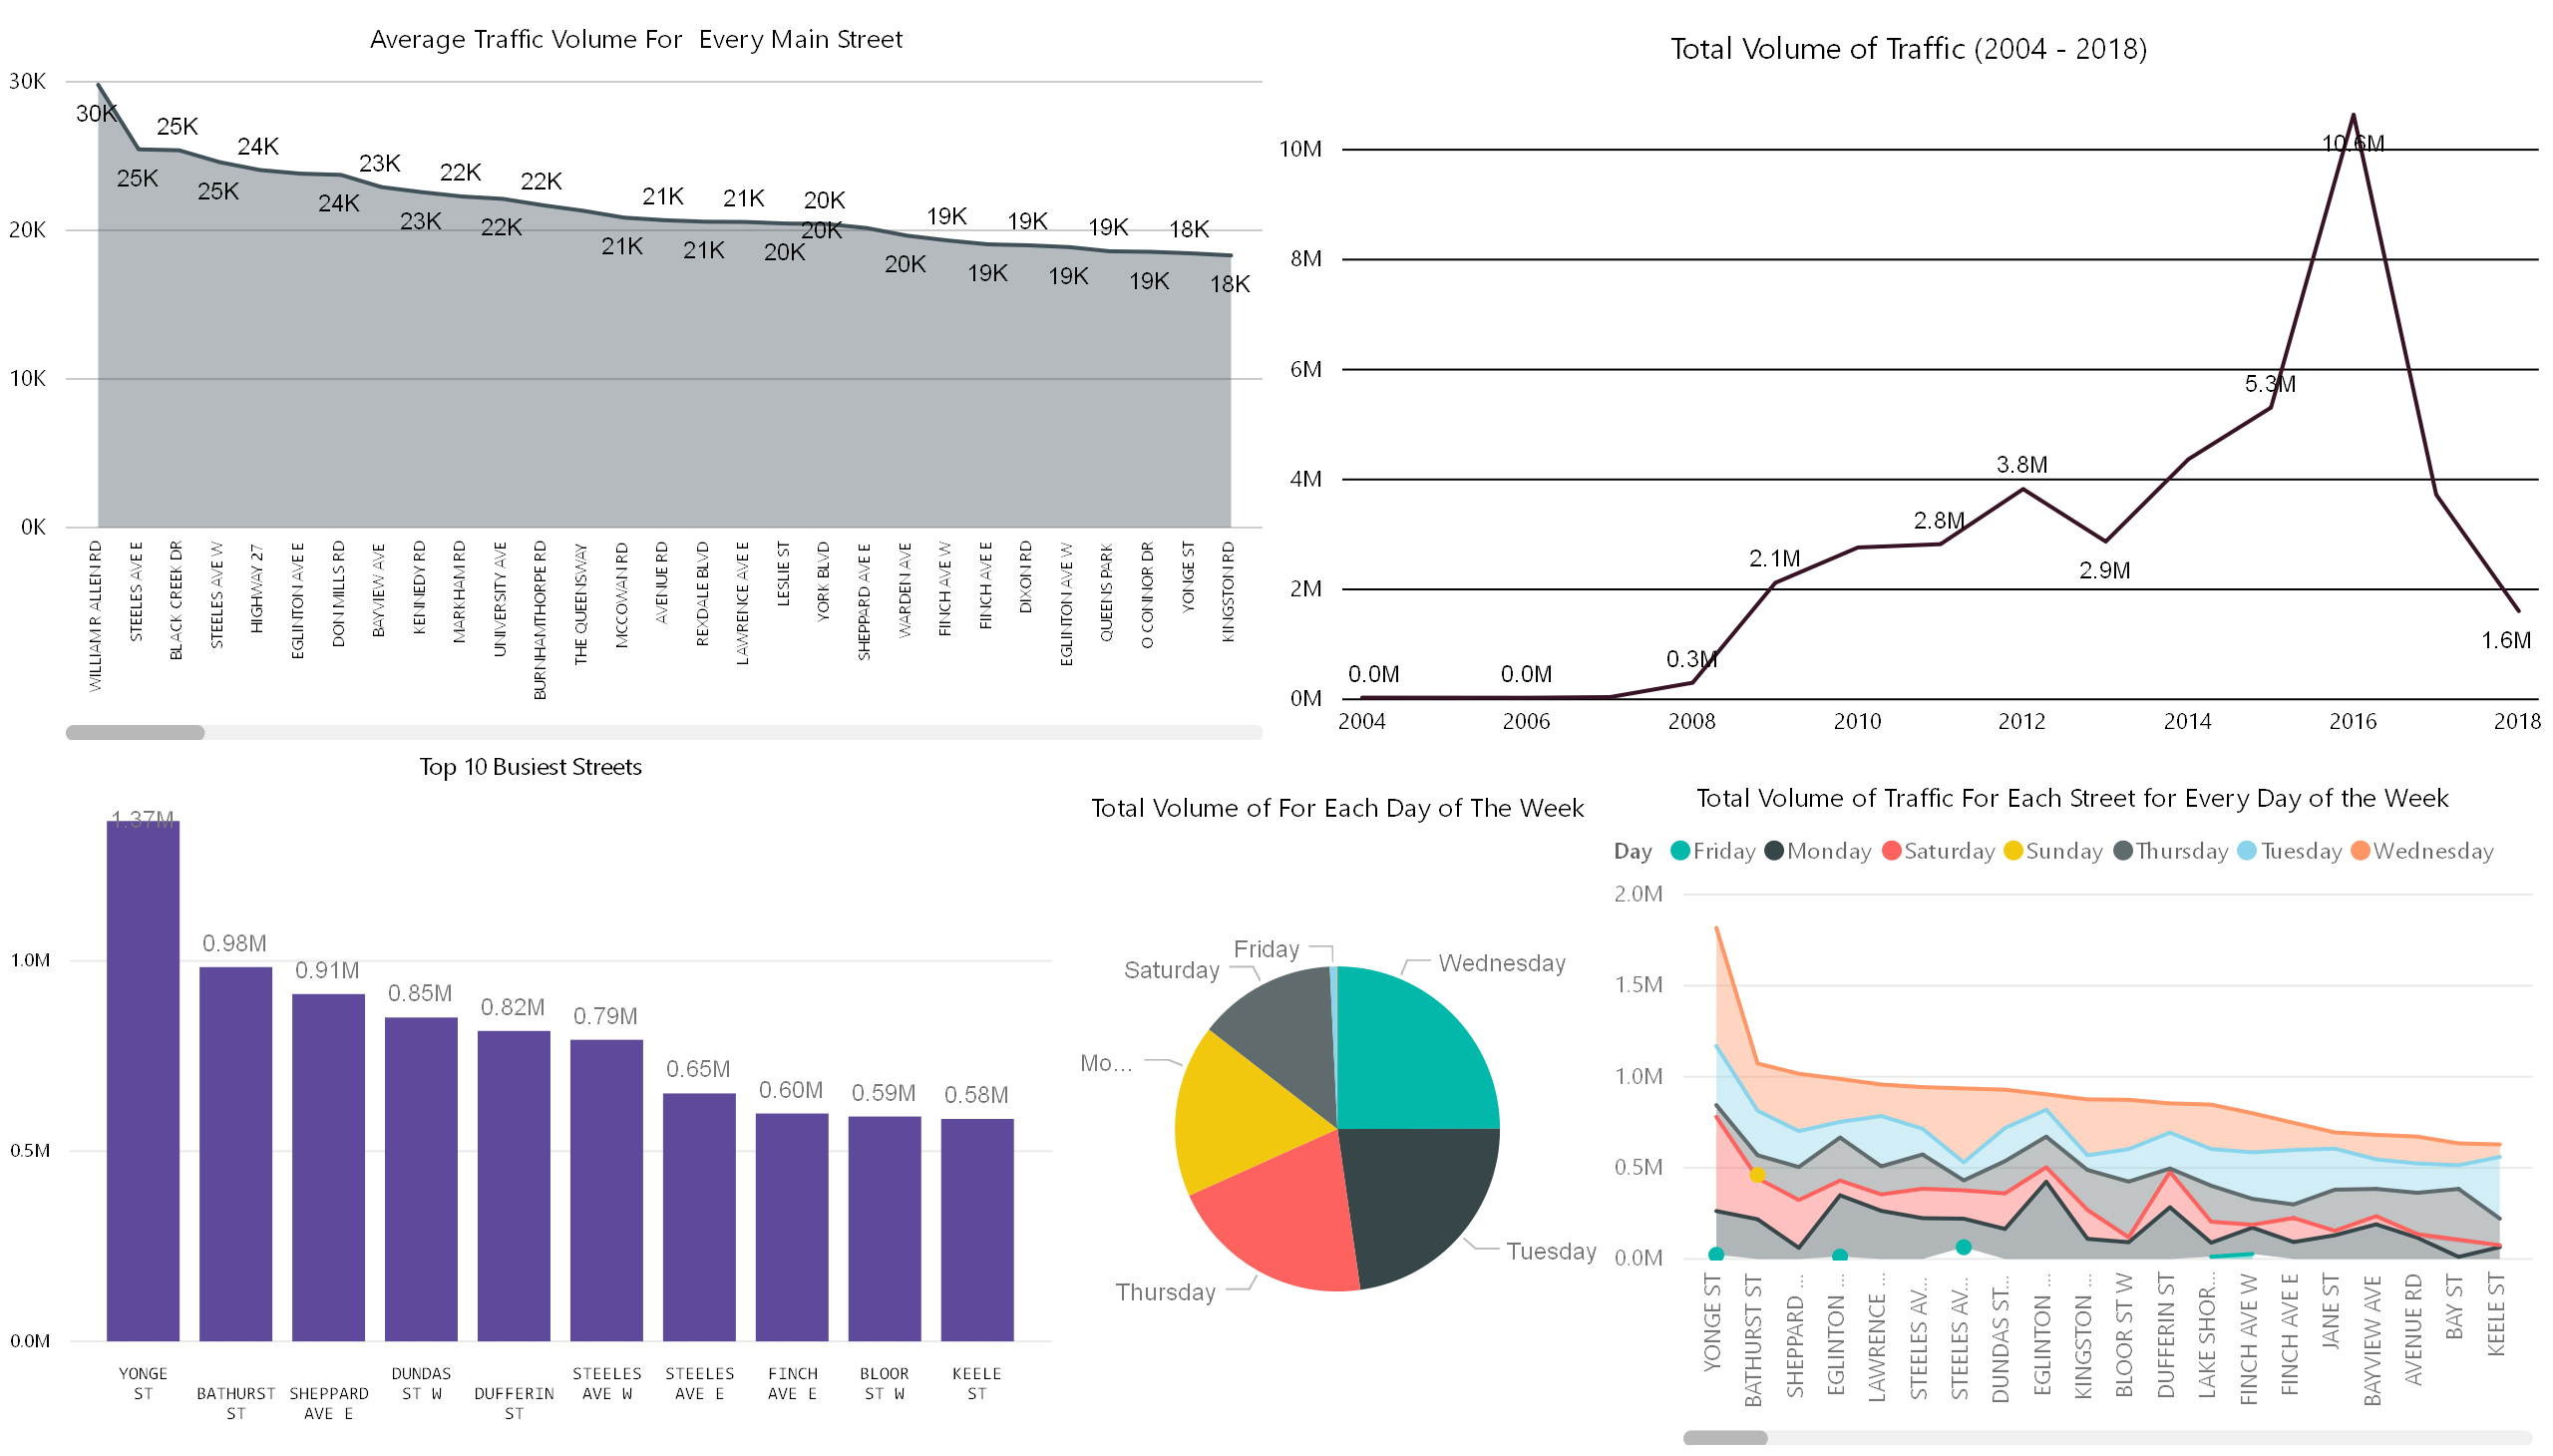 Average Traffic Volume For  Every Main Street
30K
20K
10K
0K
30K
25K
25K
25K
24K
24K
23K
23K
22K
22K
22K
21K
21K
21K
21K
20K
20K
20K
20K
19K
19K
19K
19K
19K
19K
18K
18K
WILLIAM R ALLEN RD
STEELES AVE E
BLACK CREEK DR
STEELES AVE W
HIGHWAY 27
EGLINTON AVE E
DON MILLS RD
BAYVIEW AVE
KENNEDY RD
MARKHAM RD
UNIVERSITY AVE
BURNHAMTHORPE RD
THE QUEENSWAY
MCCOWAN RD
AVENUE RD
REXDALE BLVD
LAWRENCE AVE E
LESLIE ST
YORK BLVD
SHEPPARD AVE E
WARDEN AVE
FINCH AVE W
FINCH AVE E
DIXON RD
EGLINTON AVE W
QUEENS PARK
O CONNOR DR
YONGE ST
KINGSTON RD
Total Volume of Traffic (2004 - 2018)
10M
8M
6M
4M
2M
0M
0.0M
0.0M
0.3M
2.1M
2.8M
3.8M
2.9M
5.3M
10.6M
1.6M
2004
2006
2008
2010
2012
2014
2016
2018
Top 10 Busiest Streets
1.0M
0.5M
0.0M
1.37M
0.98M
0.91M
0.85M
0.82M
0.79M
0.65M
0.60M
0.59M
0.58M
YONGE
ST
BATHURST
ST
SHEPPARD
AVE E
DUNDAS
ST W
DUFFERIN
ST
STEELES
AVE W
STEELES
AVE E
FINCH
AVE E
BLOOR
ST W
KEELE
ST
Total Volume of For Each Day of The Week
Friday
Wednesday
Saturday
Mo...
Tuesday
Thursday
Total Volume of Traffic For Each Street for Every Day of the Week
Day Friday Monday Saturday Sunday Thursday Tuesday Wednesday
2.0M
1.5M
1.0M
0.5M
0.0M
YONGE ST
BATHURST ST
SHEPPARD ...
EGLINTON ...
LAWRENCE ...
STEELES AV...
STEELES AV...
DUNDAS ST...
EGLINTON ...
KINGSTON ...
BLOOR ST W
DUFFERIN ST
LAKE SHOR...
FINCH AVE W
FINCH AVE E
JANE ST
BAYVIEW AVE
AVENUE RD
BAY ST
KEELE ST